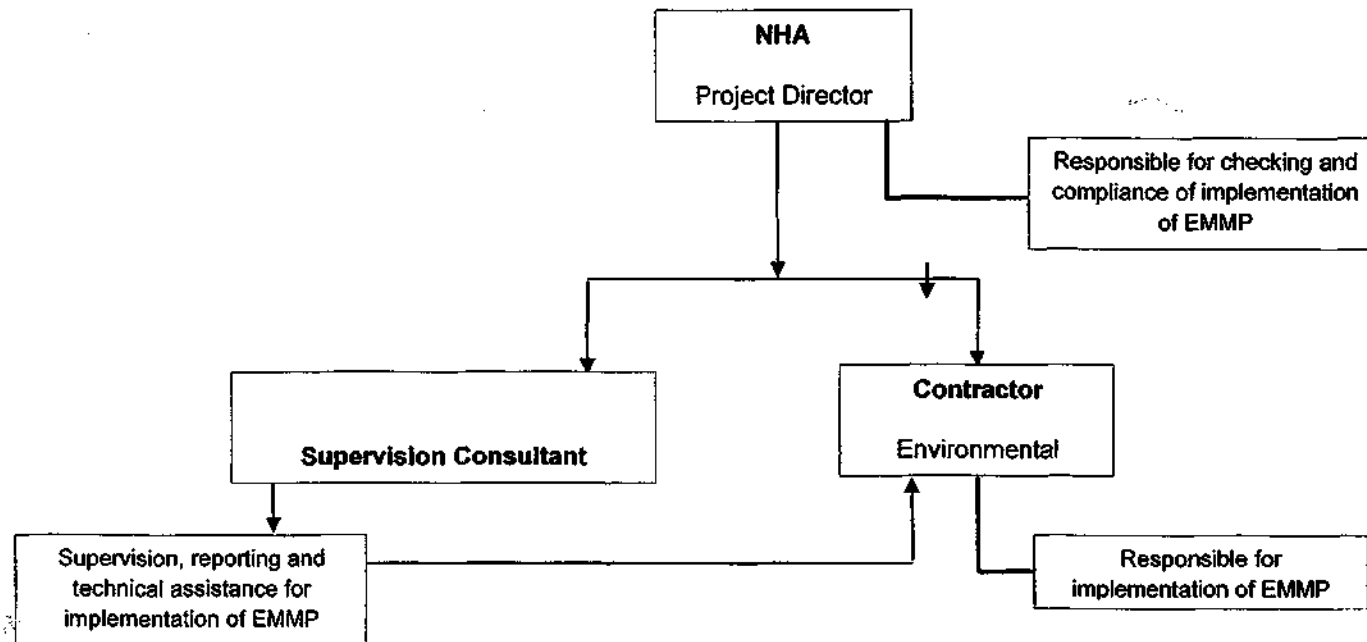 NHA
Project Director
Responsible for checking and
compliance of implementation
of EMMP
Supervision Consultant
Contractor
Environmental
Supervision, reporting and
technical assistance for
implementation of EMMP
Responsible for
implementation of EMMP